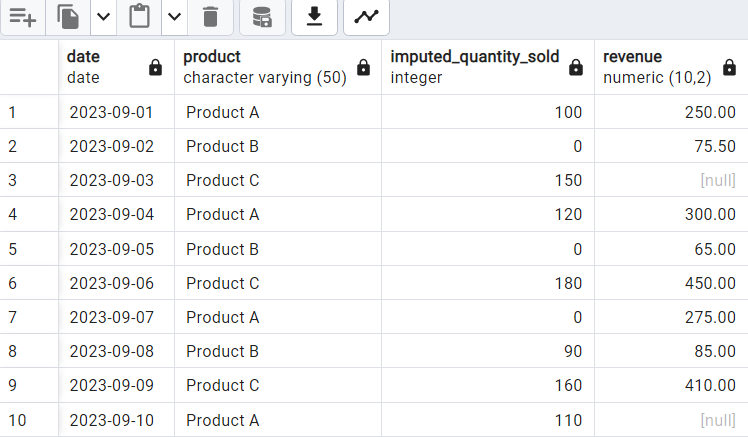 date product imputed_quantity_sold revenue
date character varying (50) integer numeric (10,2)
1 2023-09-01 Product A 100 250.00
2 2023-09-02 Product B 0 75.50
3 2023-09-03 Product C 150 [null]
4 2023-09-04 Product A 120 300.00
5 2023-09-05 Product B 0 65.00
6 2023-09-06 Product C 180 450.00
7 2023-09-07 Product A 0 275.00
8 2023-09-08 Product B 90 85.00
9 2023-09-09 Product C 160 410.00
10 2023-09-10 Product A 110 [null]